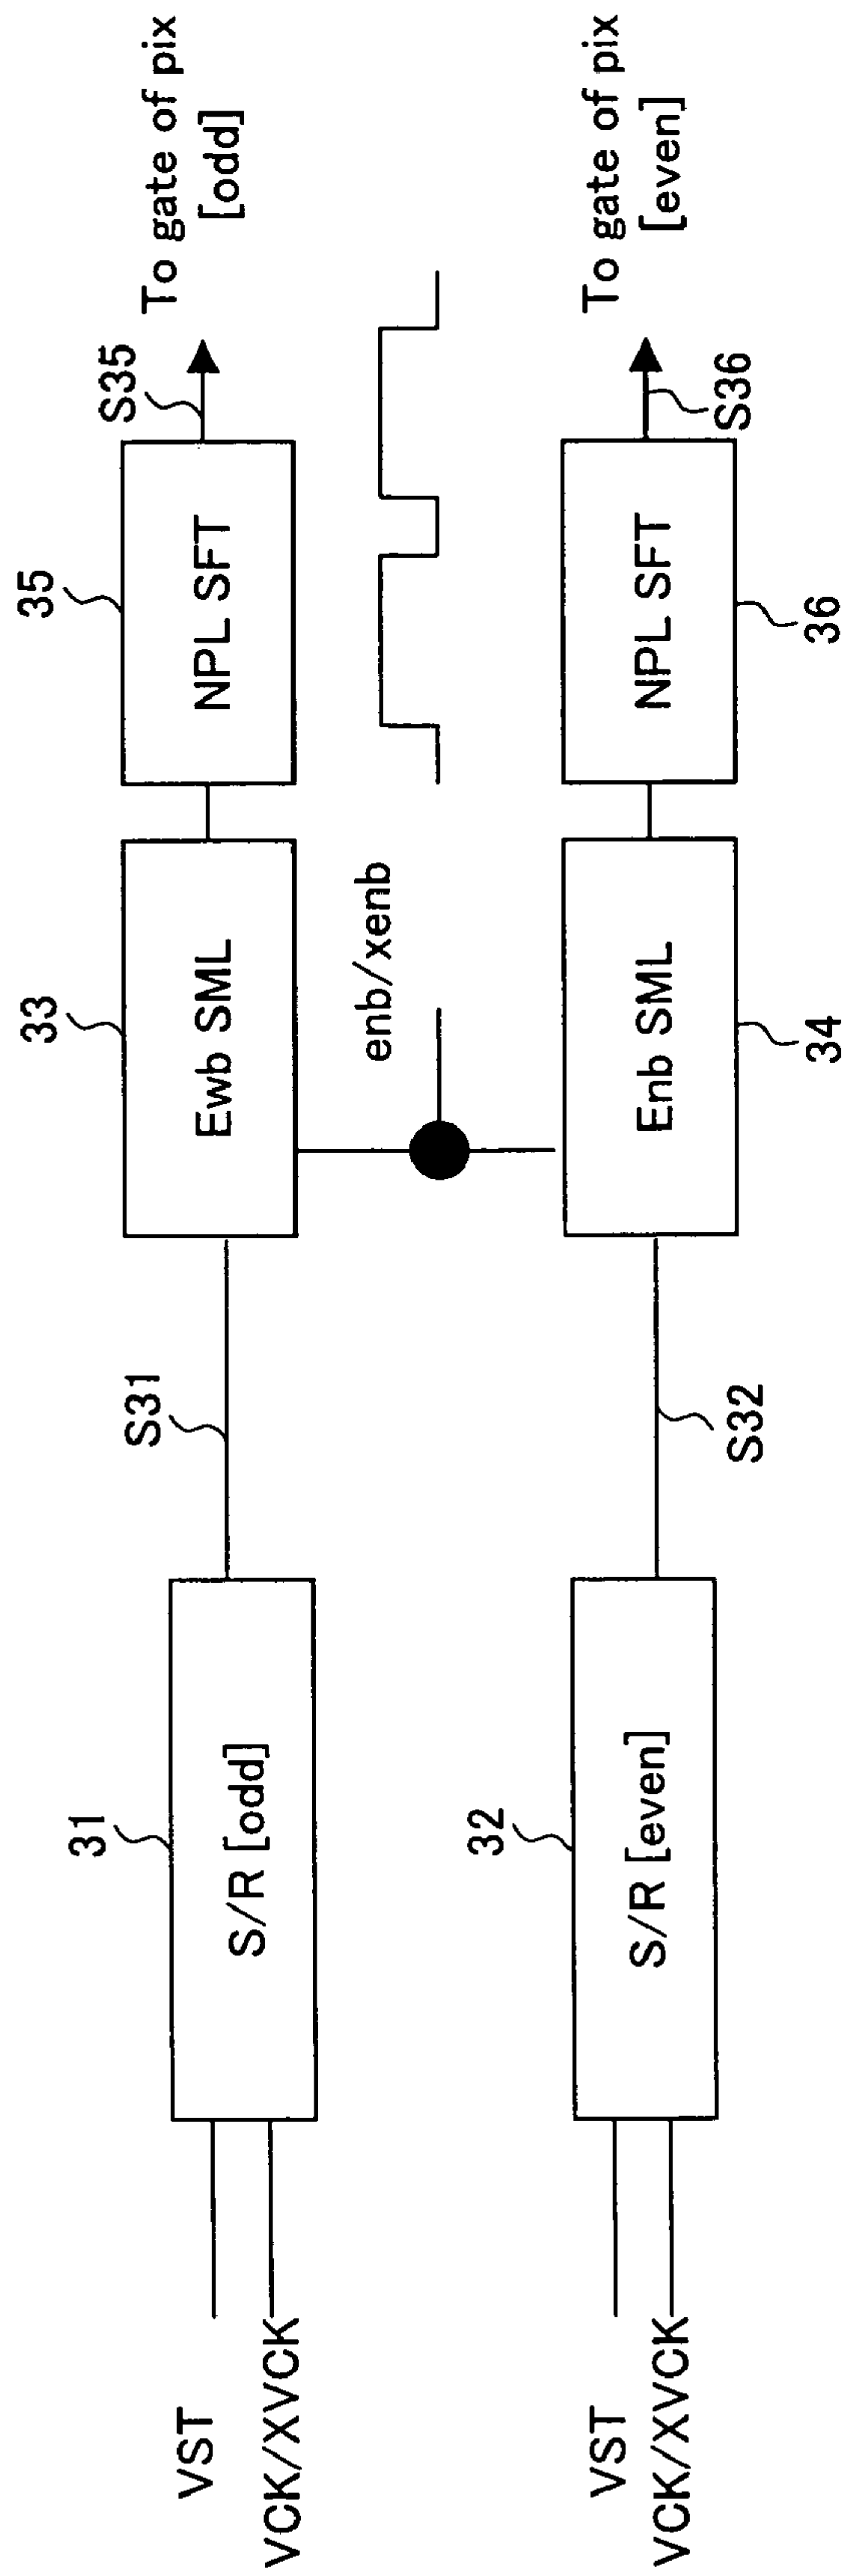 VST
VCK/XVCK
31
S/R [odd]
S31
33
Ewb SML
35
NPL SFT
S35
To gate of pix
[odd]
enb/xenb
VST
VCK/XVCK
32
S/R [even]
S32
Enb SML
34
NPL SFT
36
S36
To gate of pix
[even]